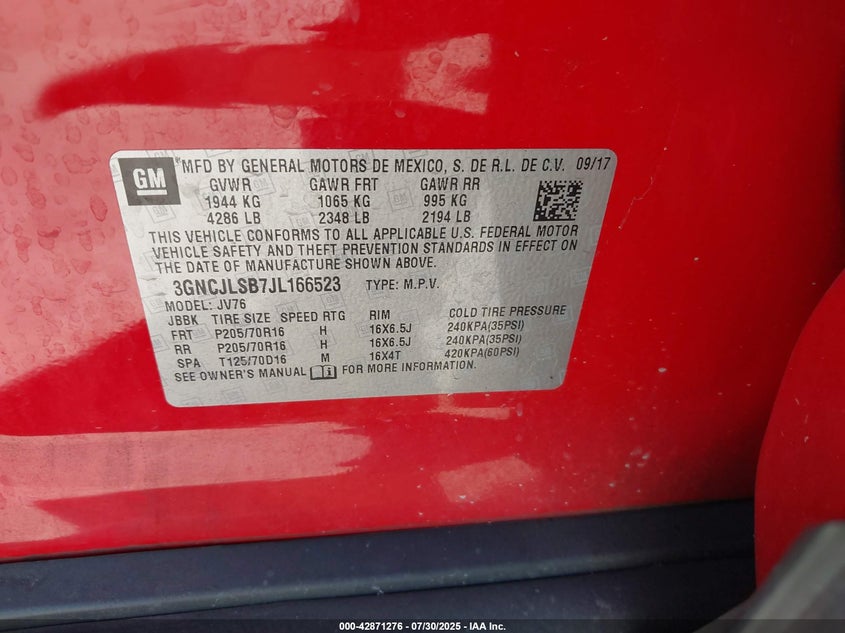 GM
MFD BY GENERAL MOTORS DE MEXICO, S. DE R.L. DE C.V. 09/17
GVWR GAWR FRT GAWR RR
1944 KG 1065 KG 995 KG
4286 LB 2348 LB 2194 LB
THIS VEHICLE CONFORMS TO ALL APPLICABLE U.S. FEDERAL MOTOR
VEHICLE SAFETY AND THEFT PREVENTION STANDARDS IN EFFECT ON
THE DATE OF MANUFACTURE SHOWN ABOVE.
3GNCJLSB7JL166523 TYPE: M.P.V.
MODEL: JV76
JBBK TIRE SIZE SPEED RTG RIM COLD TIRE PRESSURE
FRT P205/70R16 H 16X6.5J 240KPA(35PSI)
RR P205/70R16 H 16X6.5J 240KPA(35PSI)
SPA T125/70D16 M 16X4T 420KPA(60PSI)
SEE OWNER'S MANUAL FOR MORE INFORMATION.
000-42871276 | 07/30/2025 - IAA Inc.